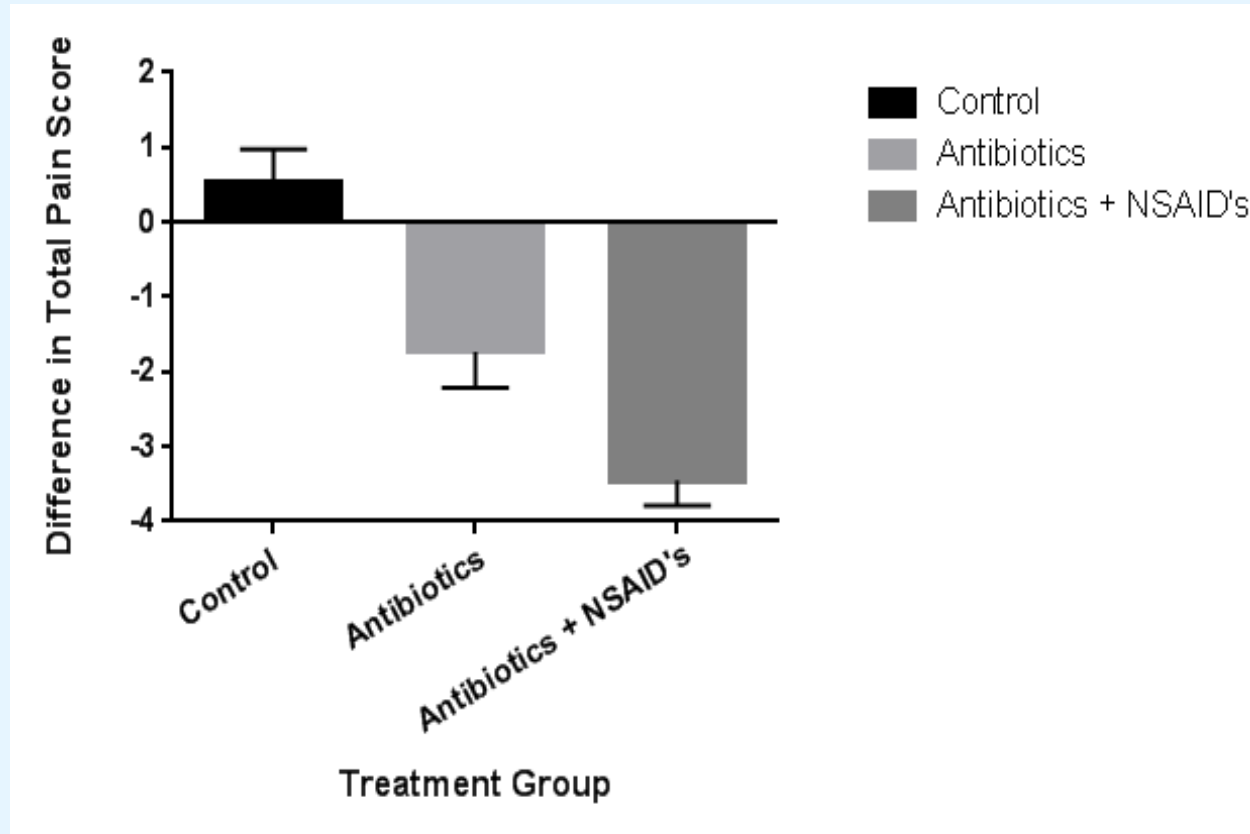 Difference in Total Pain Score
2
1
0
-1
-2
-3
-4
Control
Antibiotics
Antibiotics + NSAID's
Treatment Group
Control
Antibiotics
Antibiotics + NSAID's